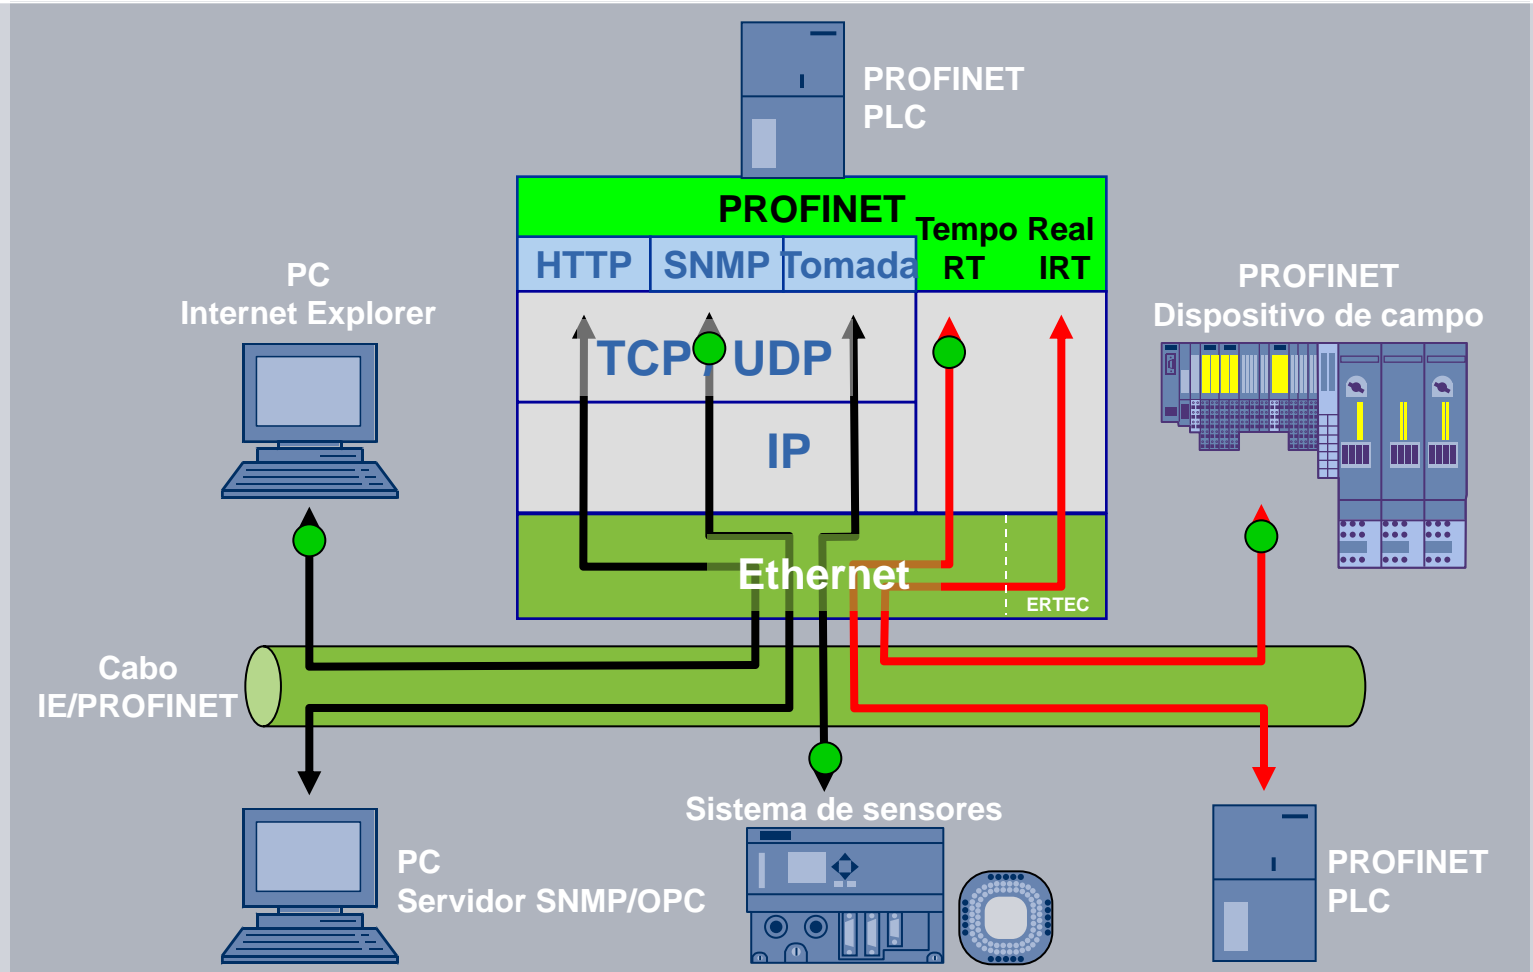 PROFINET
PLC
PROFINET
Tempo Real
HTTP
SNMP
Tomada
RT
IRT
PC
Internet Explorer
PROFINET
Dispositivo de campo
TCP / UDP
IP
Ethernet
ERTEC
Cabo
IE/PROFINET
Sistema de sensores
PC
Servidor SNMP/OPC
PROFINET
PLC